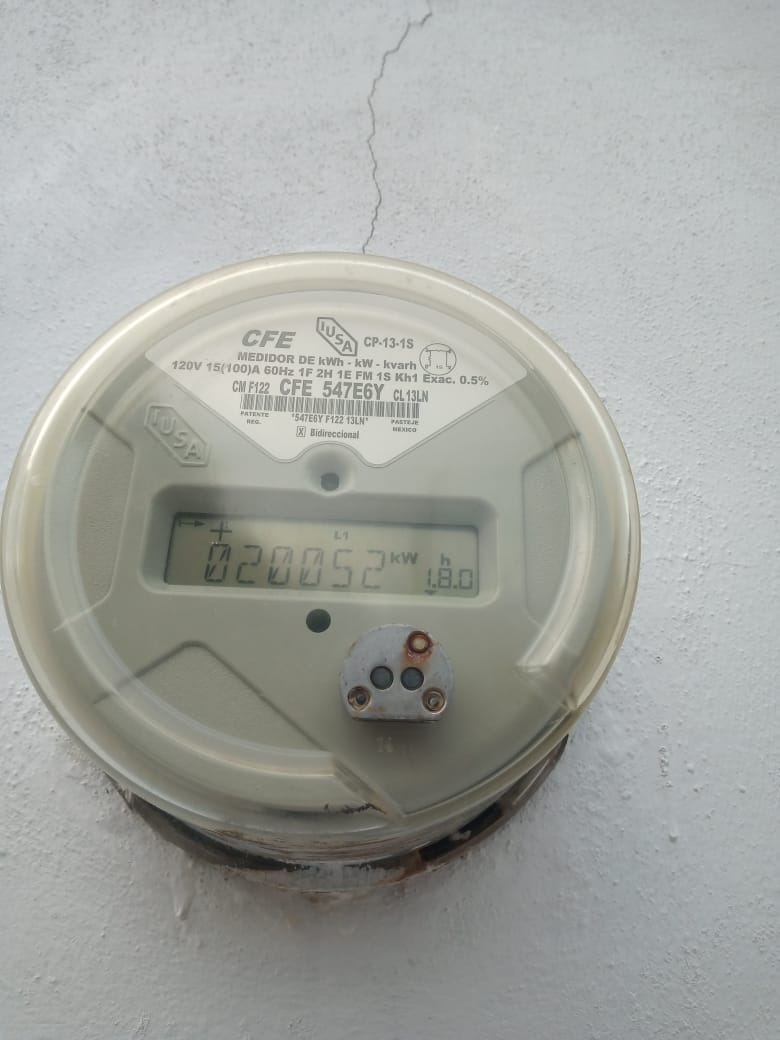 CFE IUSA CP-13-1S
MEDIDOR DE kWh - kW - kvarh
120V 15(100)A 60Hz 1F 2H 1E FM 1S Kh1 Exac. 0.5%
CM F122 CFE 547E6Y CL 13LN
PATENTE REG. *547E6Y F122 13LN* PASTEJE MEXICO
X Bidireccional
IUSA
+ L1
020052 kW h 1.8.0